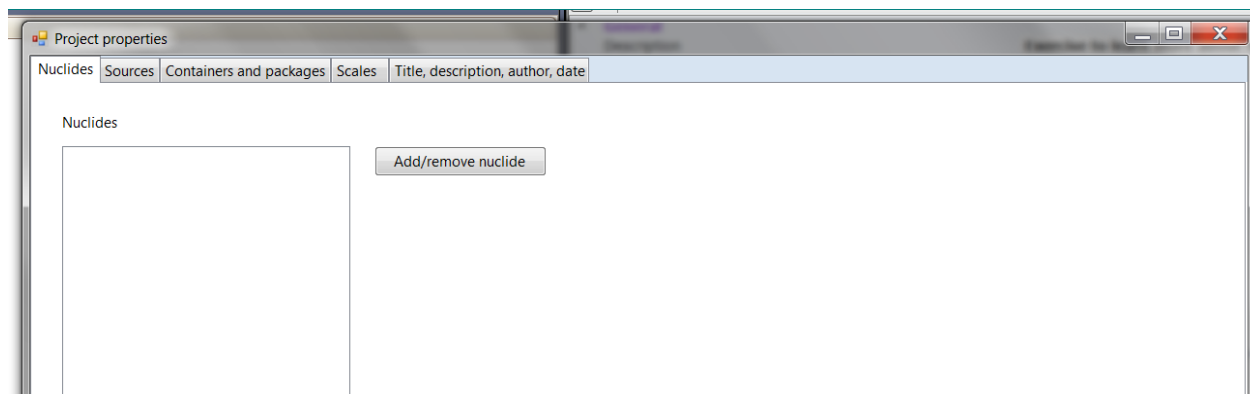 Project properties
Nuclides Sources Containers and packages Scales Title, description, author, date
Nuclides
Add/remove nuclide